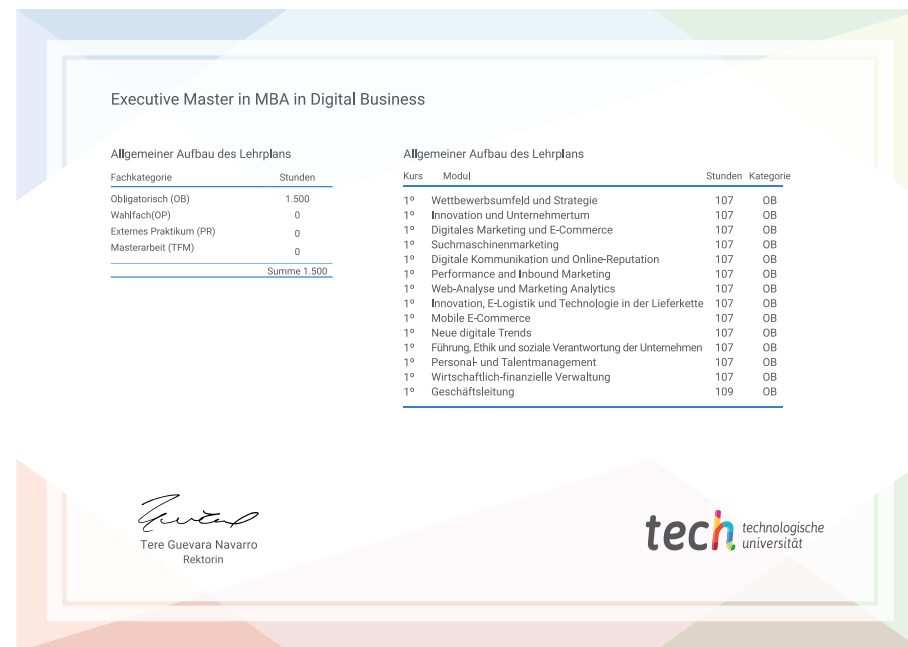 Executive Master in MBA in Digital Business
Allgemeiner Aufbau des Lehrplans
Fachkategorie Stunden
Obligatorisch (OB) 1.500
Wahlfach(OP) 0
Externes Praktikum (PR) 0
Masterarbeit (TFM) 0
Summe 1.500
Allgemeiner Aufbau des Lehrplans
Kurs Modul Stunden Kategorie
1º Wettbewerbsumfeld und Strategie 107 OB
1º Innovation und Unternehmertum 107 OB
1º Digitales Marketing und E-Commerce 107 OB
1º Suchmaschinenmarketing 107 OB
1º Digitale Kommunikation und Online-Reputation 107 OB
1º Performance and Inbound Marketing 107 OB
1º Web-Analyse und Marketing Analytics 107 OB
1º Innovation, E-Logistik und Technologie in der Lieferkette 107 OB
1º Mobile E-Commerce 107 OB
1º Neue digitale Trends 107 OB
1º Führung, Ethik und soziale Verantwortung der Unternehmen 107 OB
1º Personal- und Talentmanagement 107 OB
1º Wirtschaftlich-finanzielle Verwaltung 107 OB
1º Geschäftsleitung 109 OB
Tere Guevara Navarro
Rektorin
tech technologische
universität